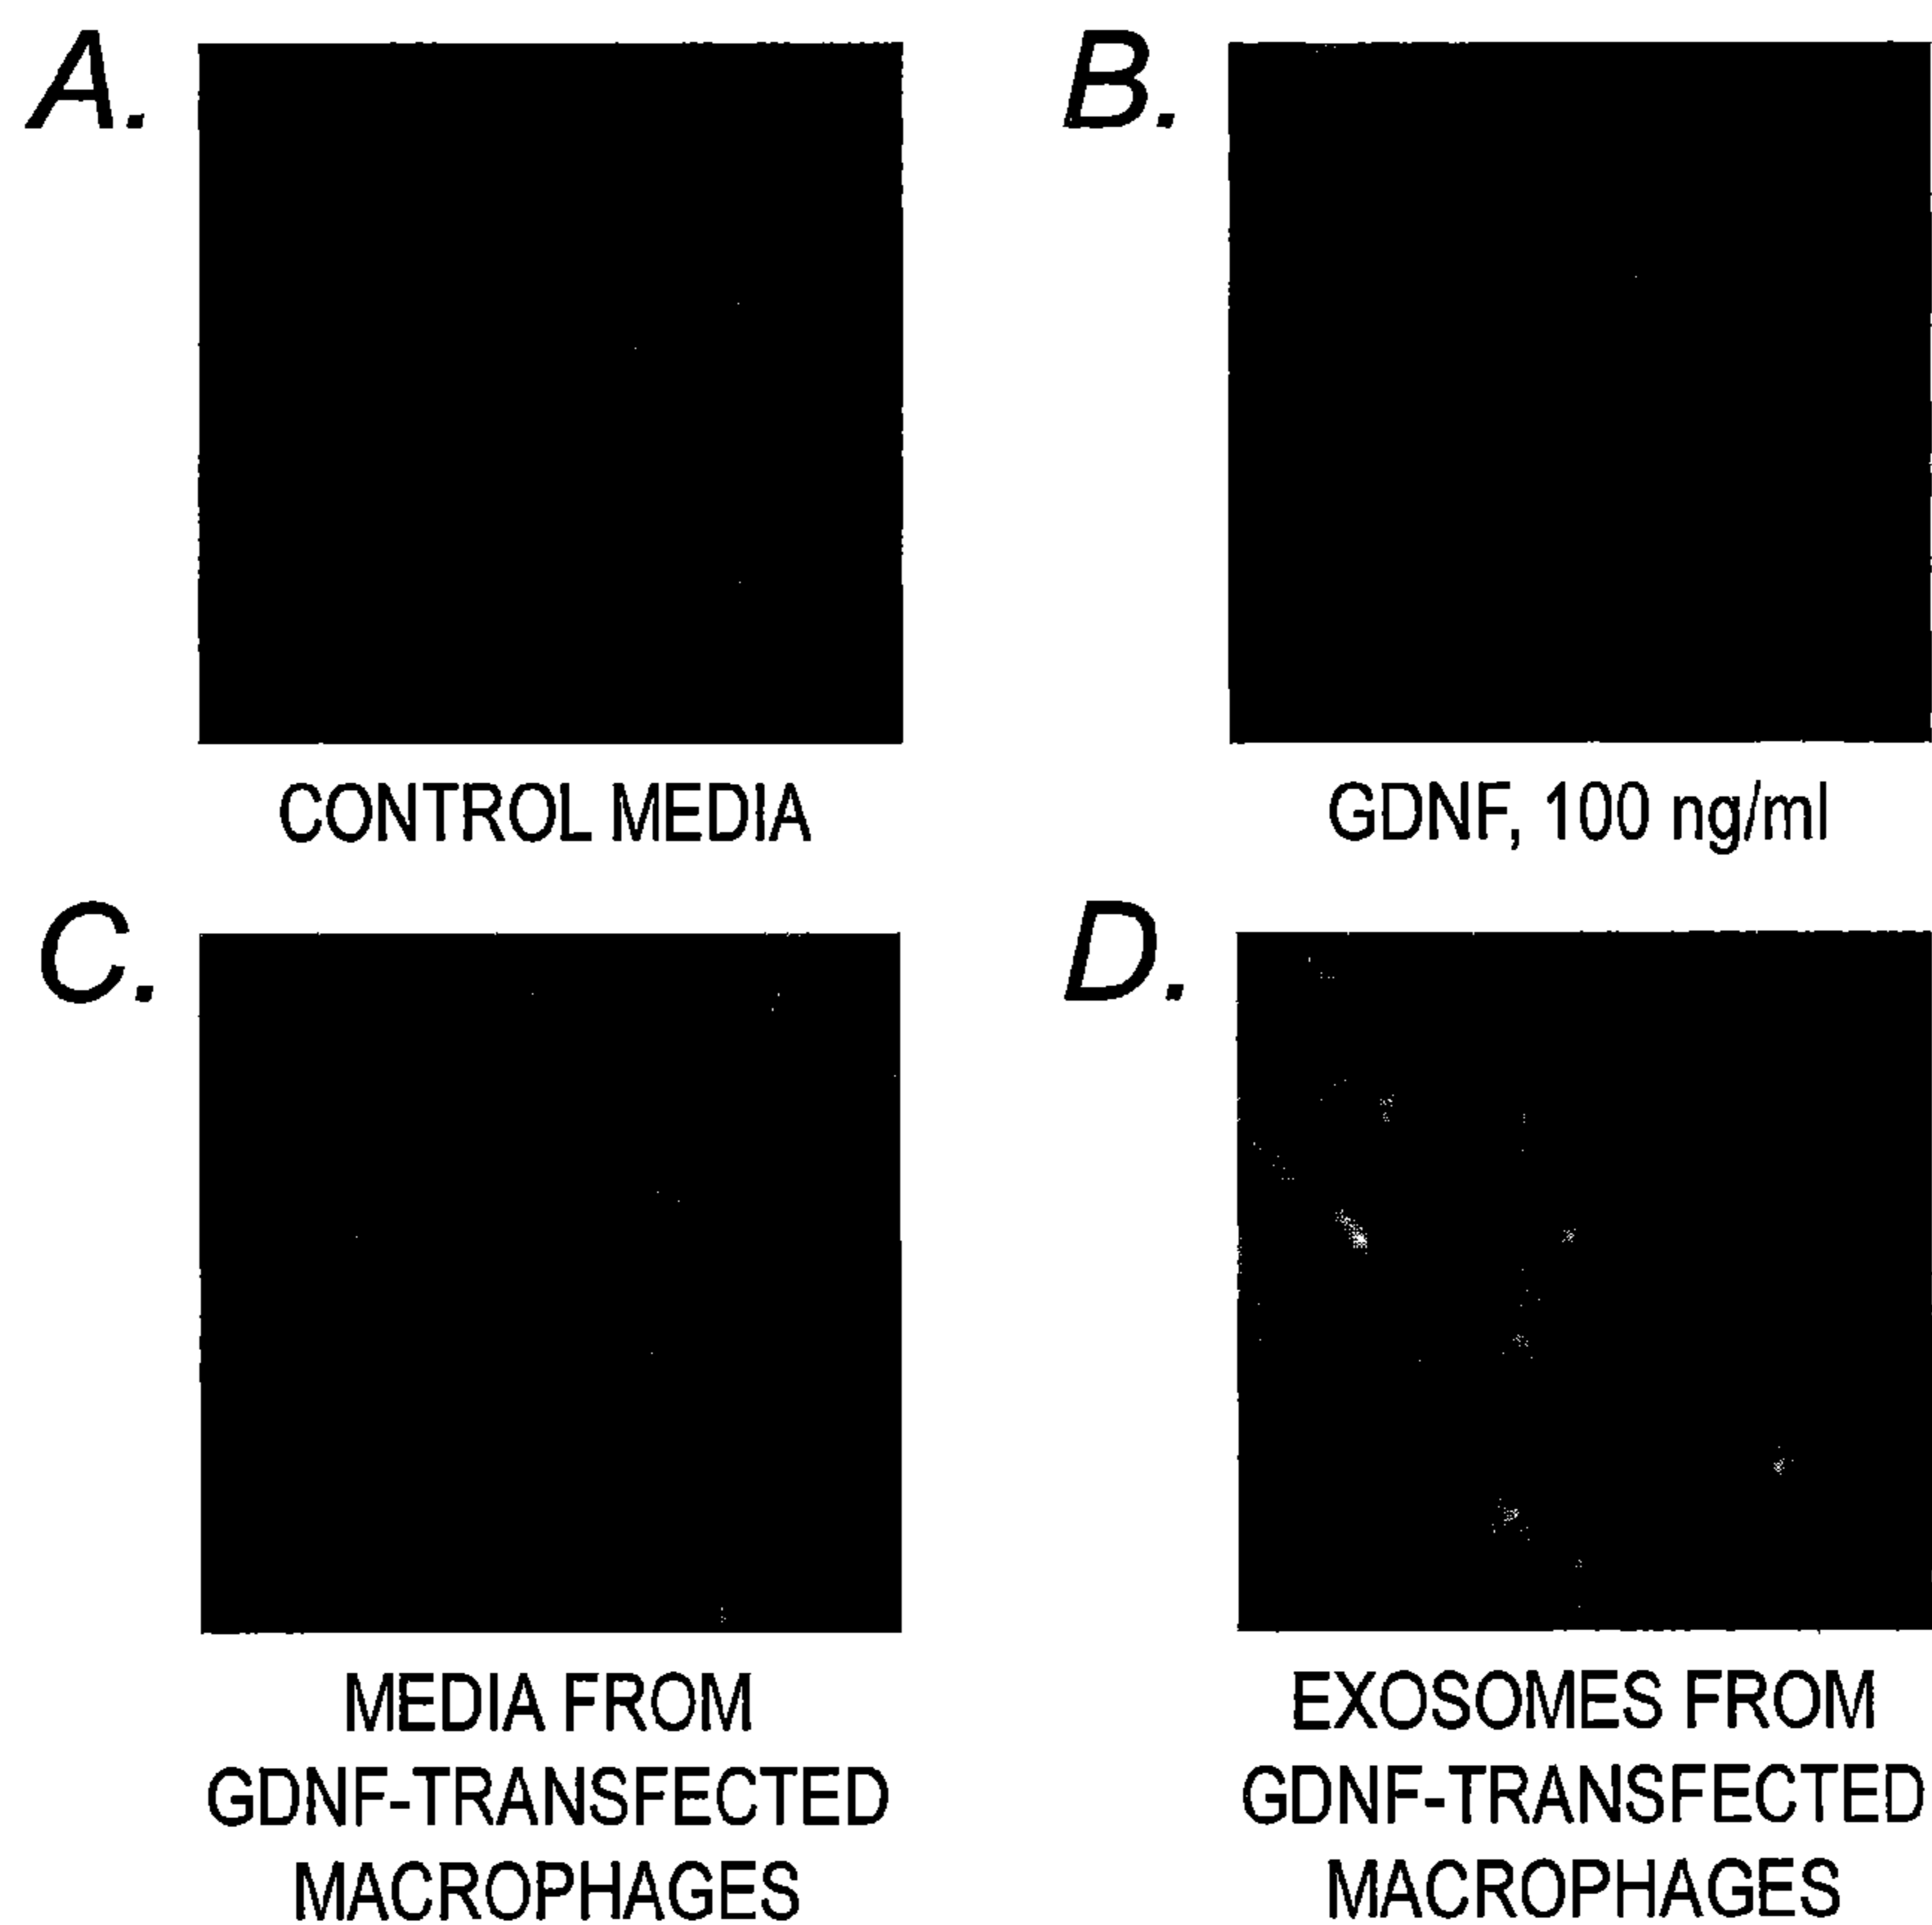 A.
B.
CONTROL MEDIA
GDNF, 100 ng/ml
C.
D.
MEDIA FROM
GDNF-TRANSFECTED
MACROPHAGES
EXOSOMES FROM
GDNF-TRANSFECTED
MACROPHAGES